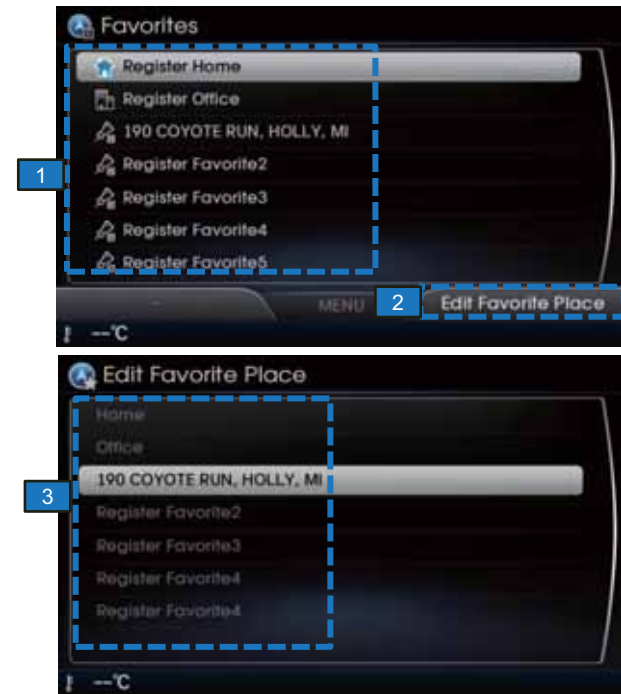 Favorites
Register Home
Register Office
190 COYOTE RUN, HOLLY, MI
Register Favorite2
1
Register Favorite3
Register Favorite4
Register Favorite5
MENU 2 Edit Favorite Place
--°C
Edit Favorite Place
Home
Office
190 COYOTE RUN, HOLLY, MI
3
Register Favorite2
Register Favorite3
Register Favorite4
Register Favorite4
--°C